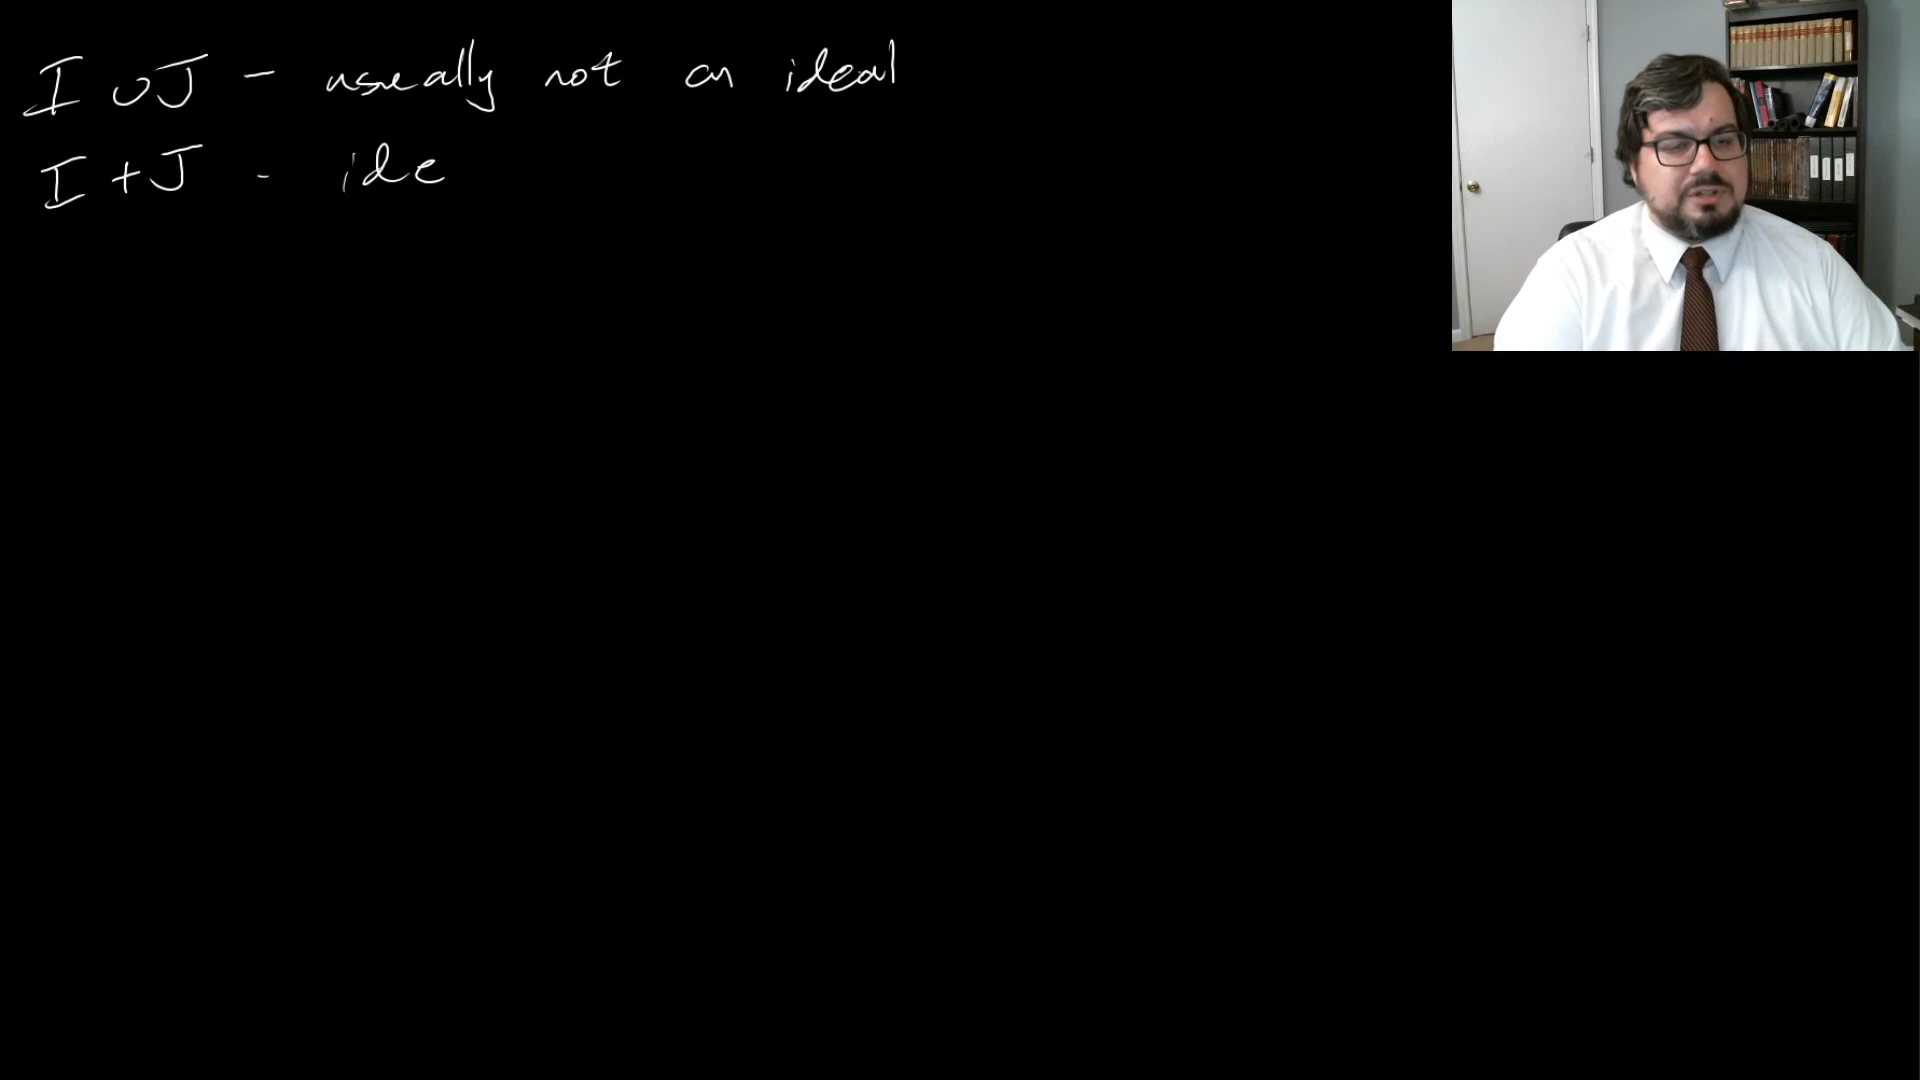 I ∪ J - usually not an ideal
I + J - ide